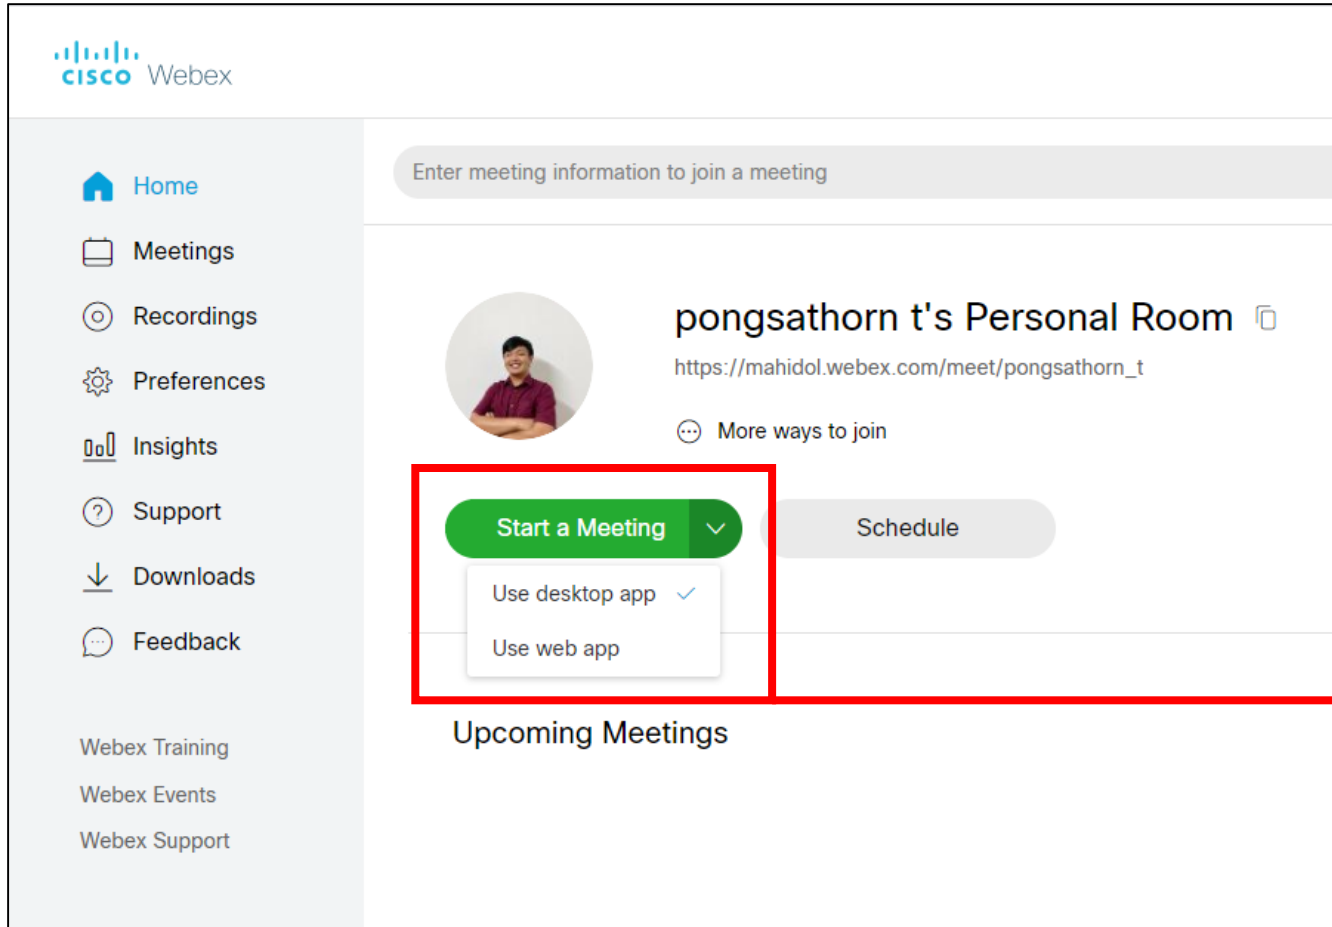 cisco Webex
Home
Meetings
Recordings
Preferences
Insights
Support
Downloads
Feedback
Webex Training
Webex Events
Webex Support
Enter meeting information to join a meeting
pongsathorn t's Personal Room
https://mahidol.webex.com/meet/pongsathorn_t
More ways to join
Start a Meeting
Schedule
Use desktop app
Use web app
Upcoming Meetings